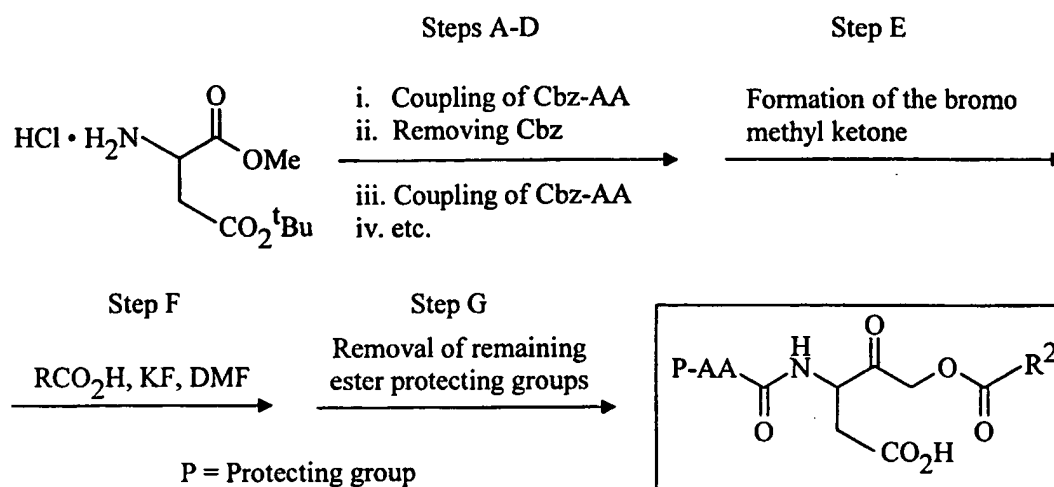 Steps A-D
Step E
i. Coupling of Cbz-AA
ii. Removing Cbz
Formation of the bromo
methyl ketone
iii. Coupling of Cbz-AA
iv. etc.
O
HCl • H₂N
OMe
CO₂ᵗBu
Step F
Step G
RCO₂H, KF, DMF
Removal of remaining
ester protecting groups
P = Protecting group
O
H
N
P-AA
O
R²
O
O
CO₂H